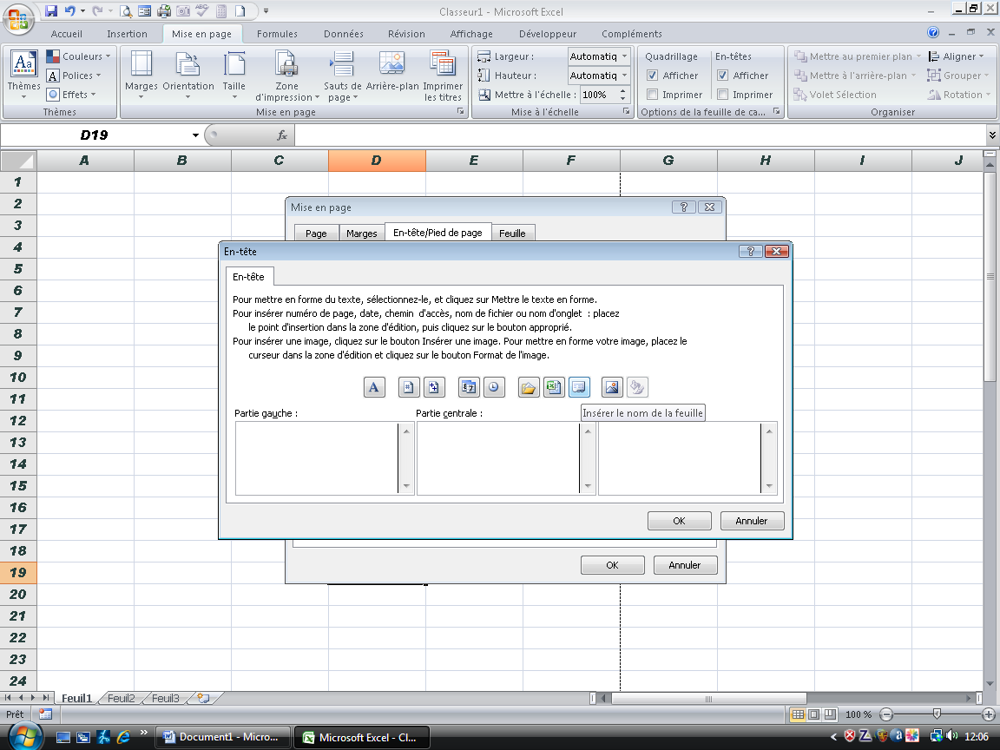 Classeur1 - Microsoft Excel
Accueil Insertion Mise en page Formules Données Révision Affichage Développeur Compléments
Couleurs Largeur : Automatiq Quadrillage En-têtes Mettre au premier plan Aligner
Aa Polices Hauteur : Automatiq Afficher Afficher Mettre à l'arrière-plan Grouper
Thèmes Effets Marges Orientation Taille Zone d'impression Sauts de page Arrière-plan Imprimer les titres Mettre à l'échelle : 100% Imprimer Imprimer Volet Sélection Rotation
Thèmes Mise en page Mise à l'échelle Options de la feuille de ca... Organiser
D19 fx
A B C D E F G H I J
1
2
Mise en page
3
Page Marges En-tête/Pied de page Feuille
4
En-tête
5
En-tête
6
Pour mettre en forme du texte, sélectionnez-le, et cliquez sur Mettre le texte en forme.
7
Pour insérer numéro de page, date, chemin d'accès, nom de fichier ou nom d'onglet : placez
le point d'insertion dans la zone d'édition, puis cliquez sur le bouton approprié.
8
Pour insérer une image, cliquez sur le bouton Insérer une image. Pour mettre en forme votre image, placez le
9
curseur dans la zone d'édition et cliquez sur le bouton Format de l'image.
10
A
11
Partie gauche : Partie centrale : Insérer le nom de la feuille
12
13
14
15
16
17
OK Annuler
18
19
OK Annuler
20
21
22
23
24
Feuil1 Feuil2 Feuil3
Prêt 100 %
Document1 - Micro... Microsoft Excel - Cl... 12:06